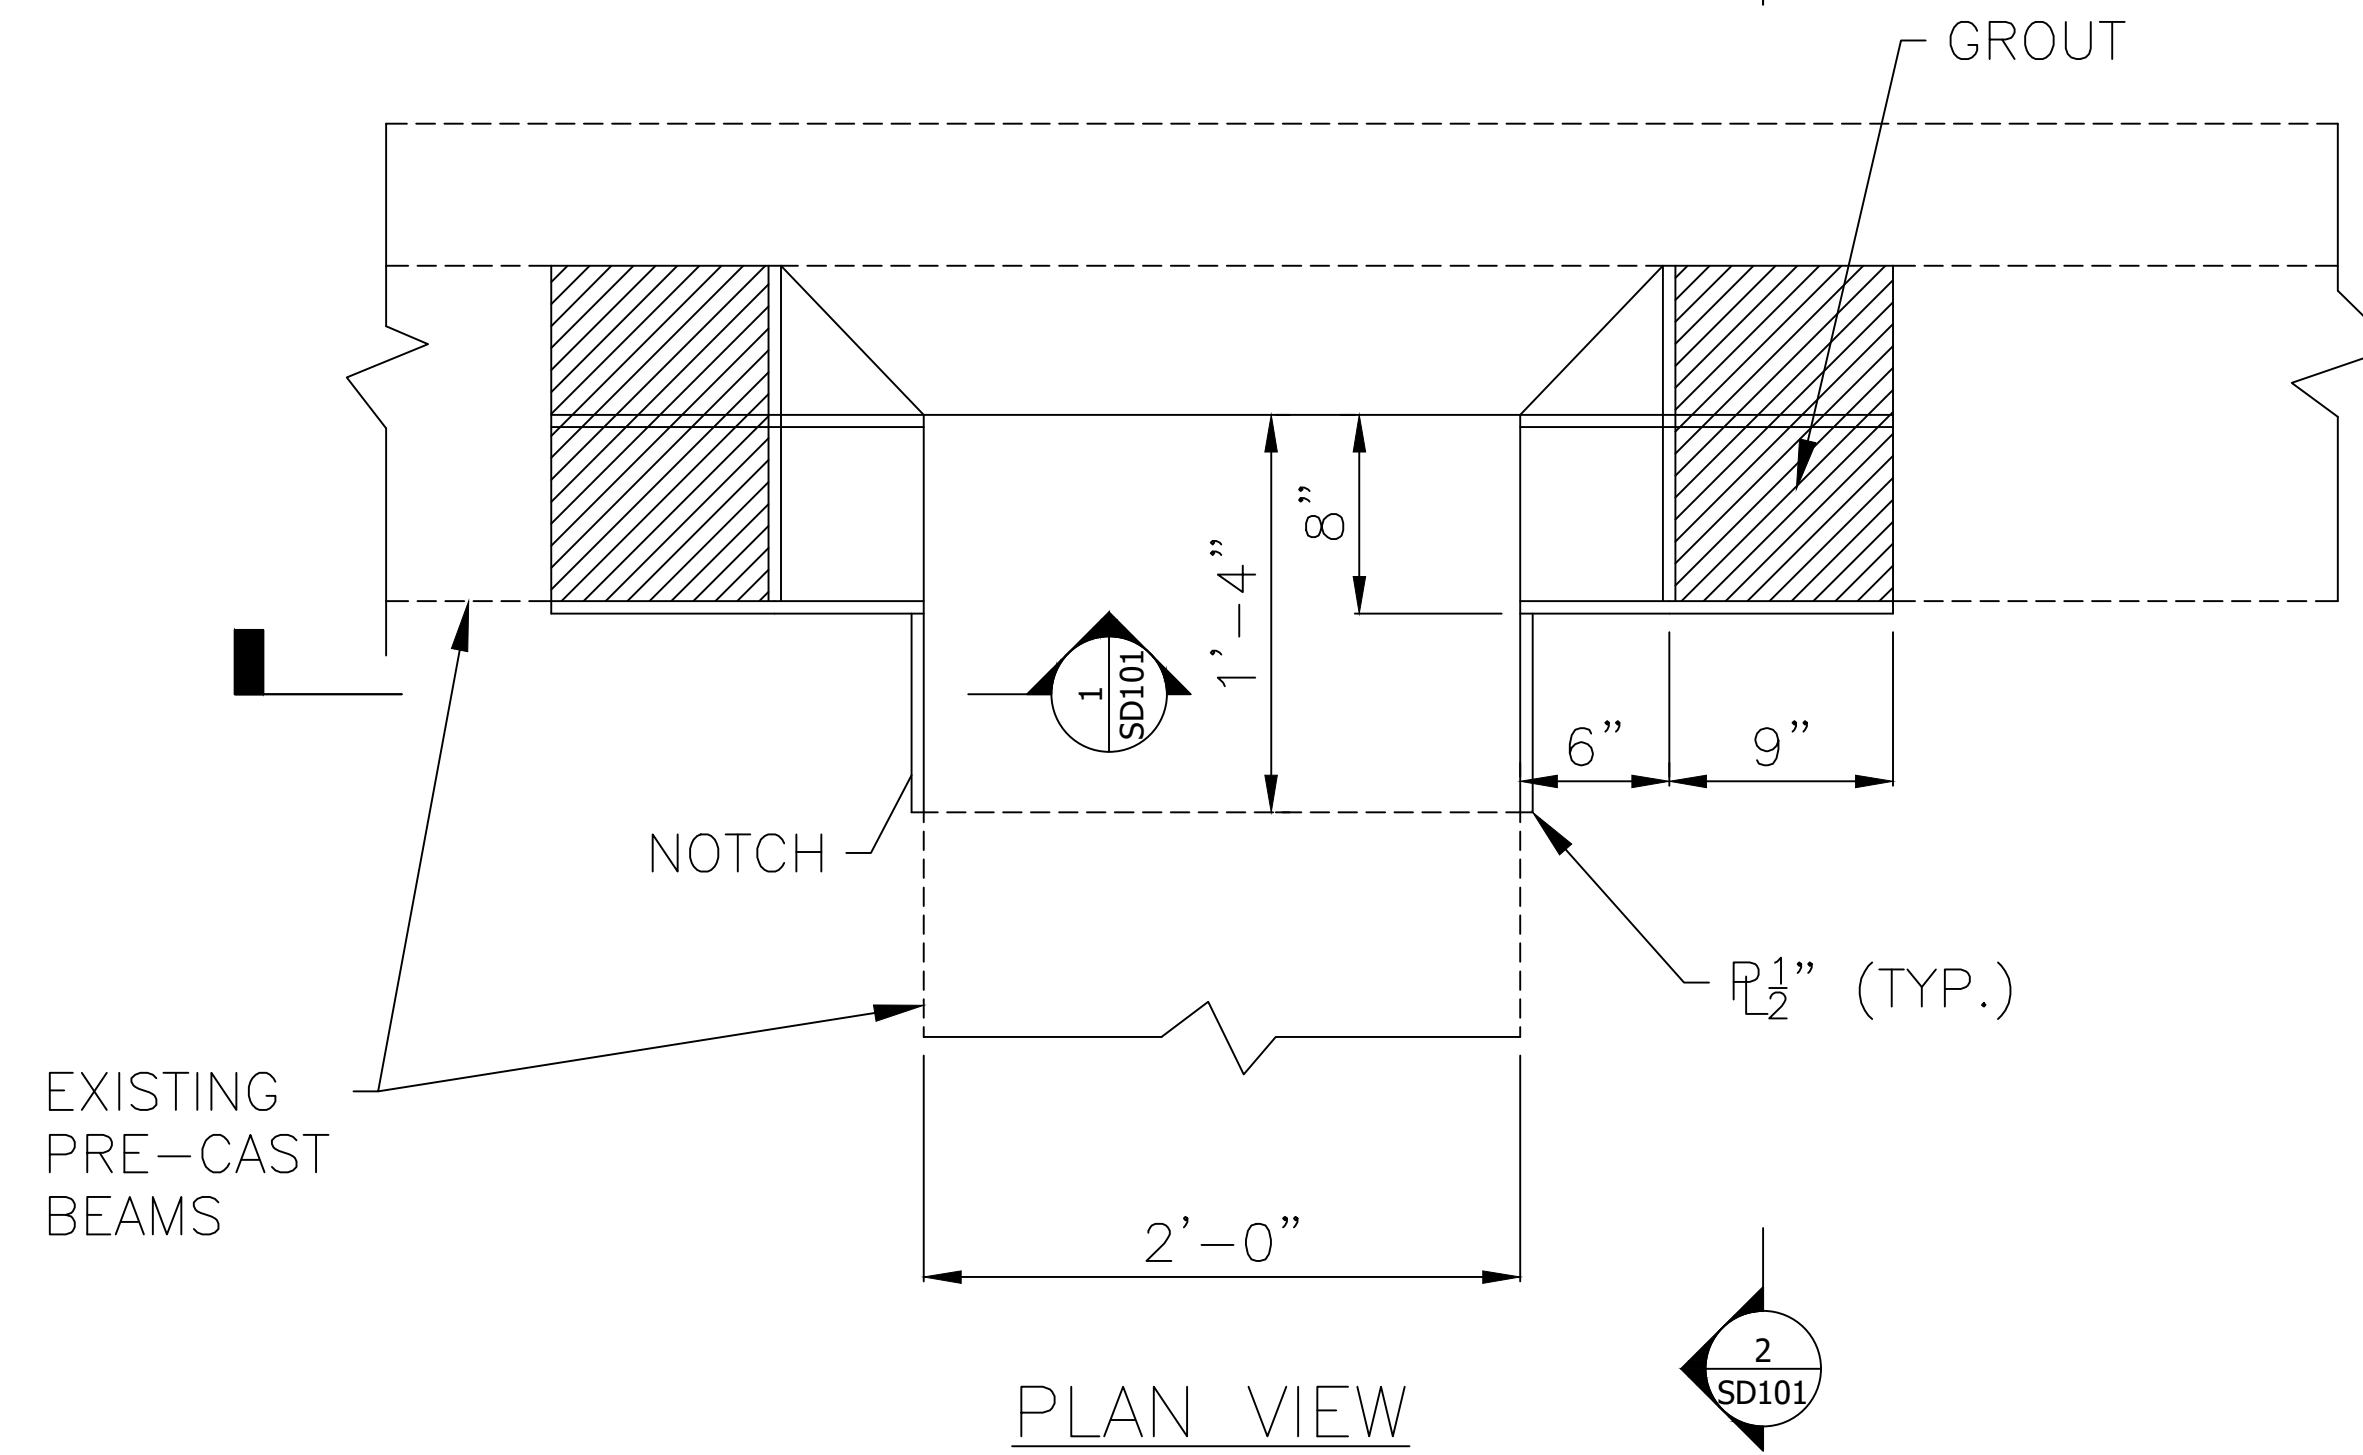 GROUT
8”
1’-4”
1
SD101
6”
9”
NOTCH
PL 1/2” (TYP.)
EXISTING
PRE-CAST
BEAMS
2’-0”
2
SD101
PLAN VIEW